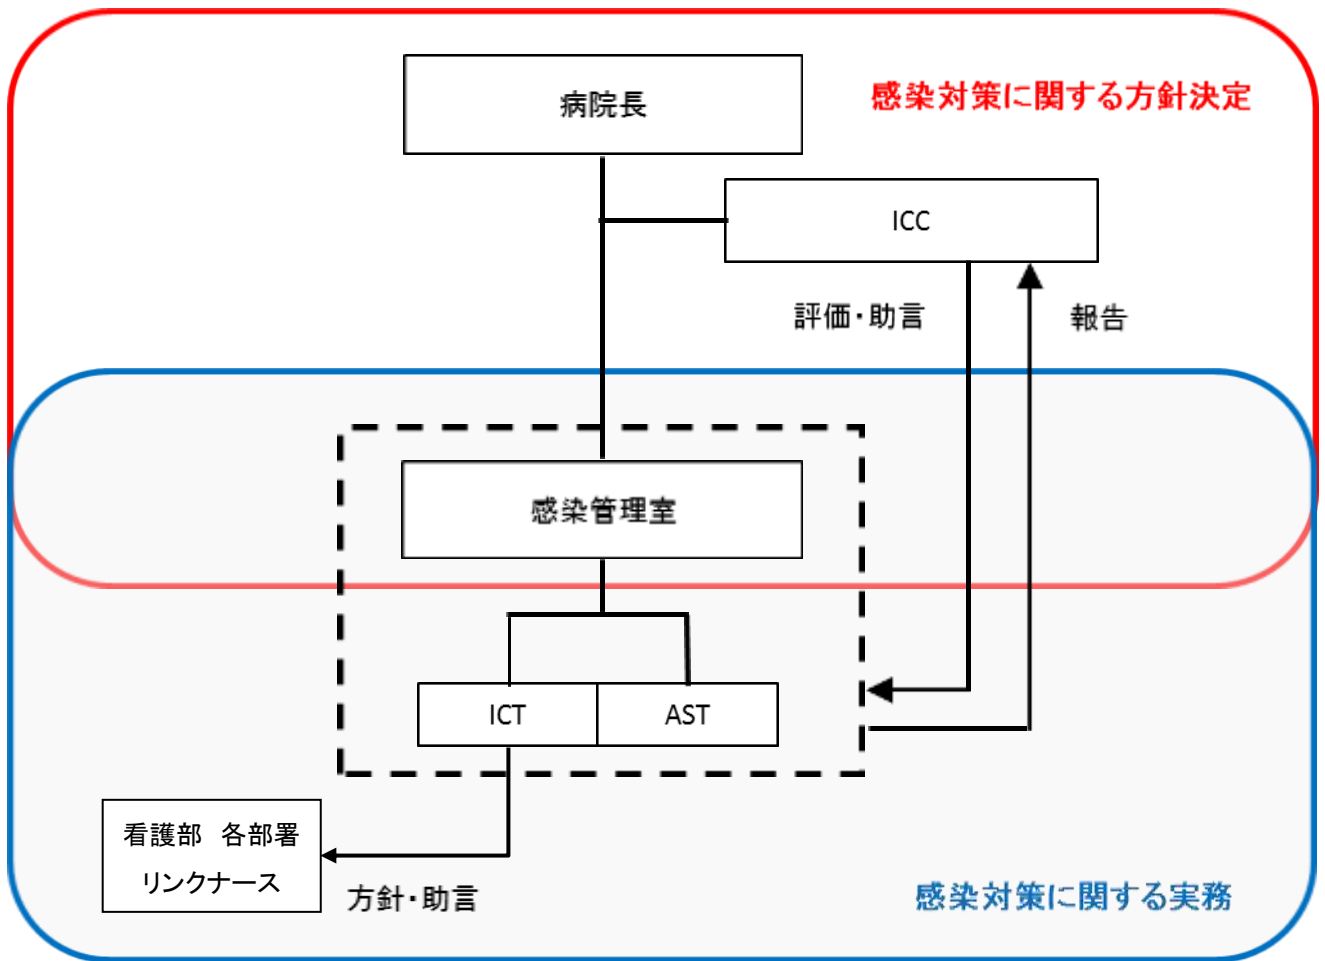 病院長
感染対策に関する方針決定
ICC
評価・助言
報告
感染管理室
ICT
AST
看護部　各部署
リンクナース
方針・助言
感染対策に関する実務